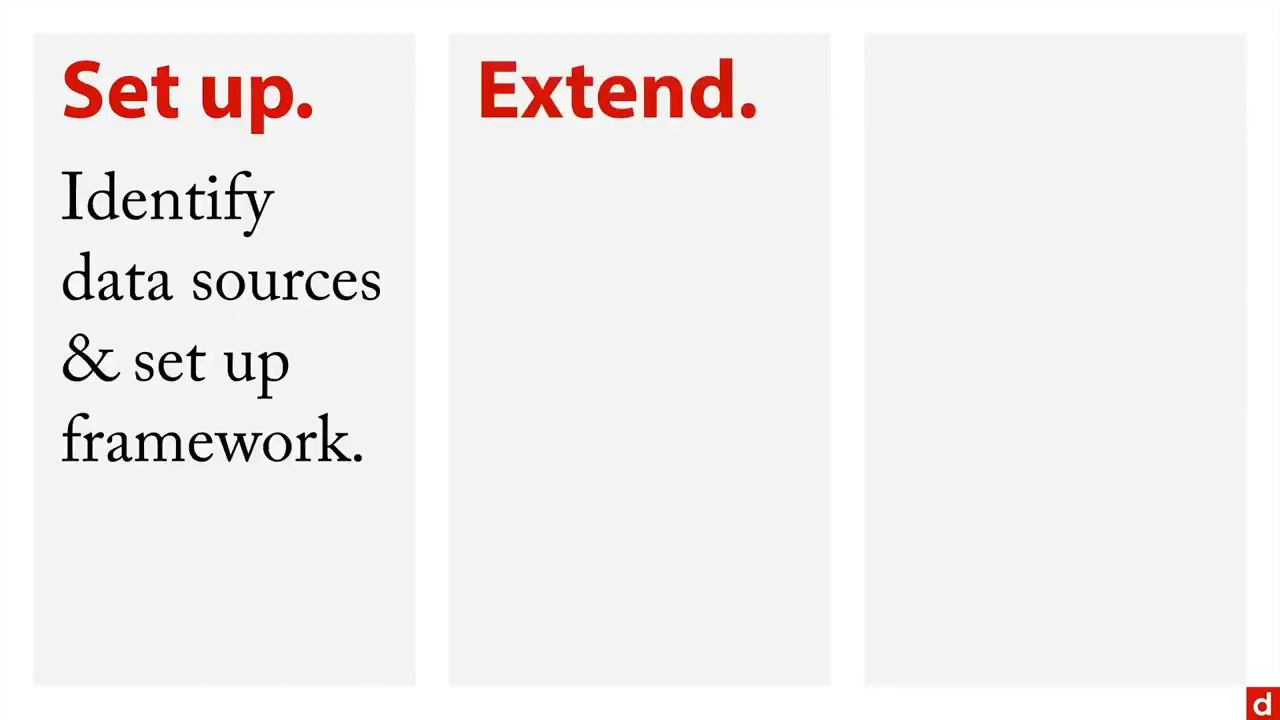 Set up.
Identify
data sources
& set up
framework.
Extend.
d